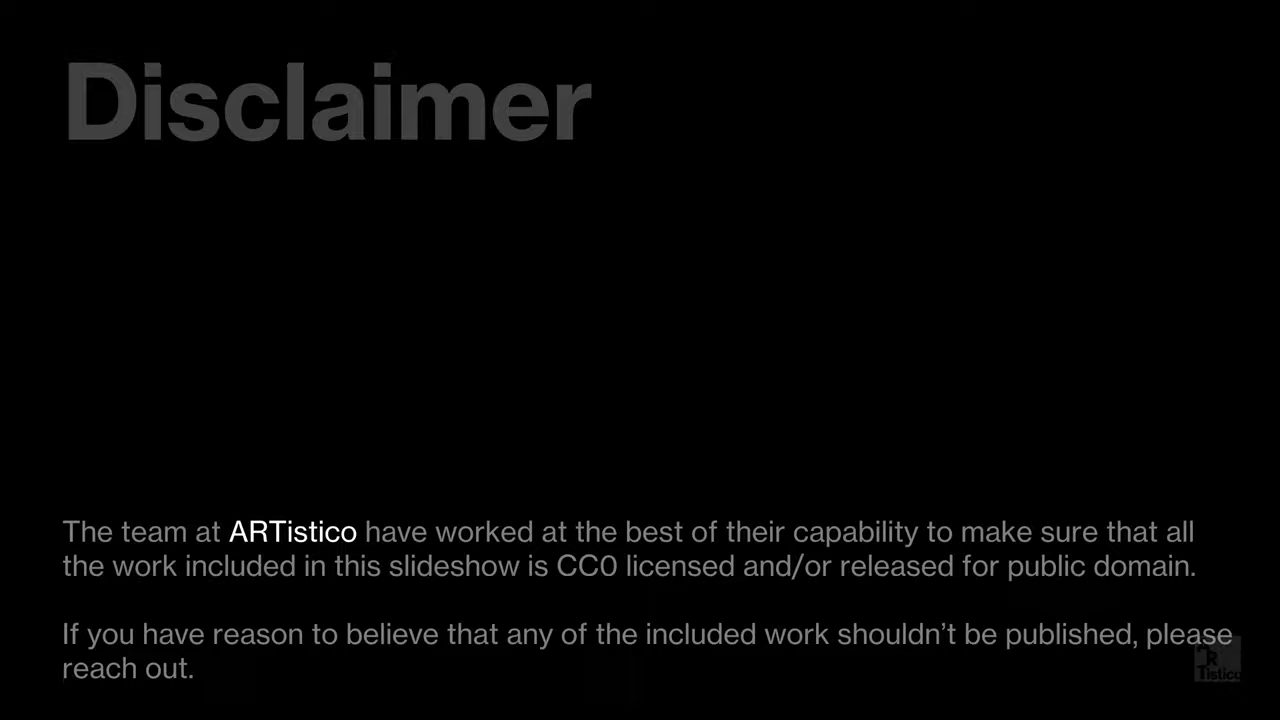 Disclaimer
The team at ARTistico have worked at the best of their capability to make sure that all
the work included in this slideshow is CC0 licensed and/or released for public domain.
If you have reason to believe that any of the included work shouldn’t be published, please
reach out.
R
Tistico